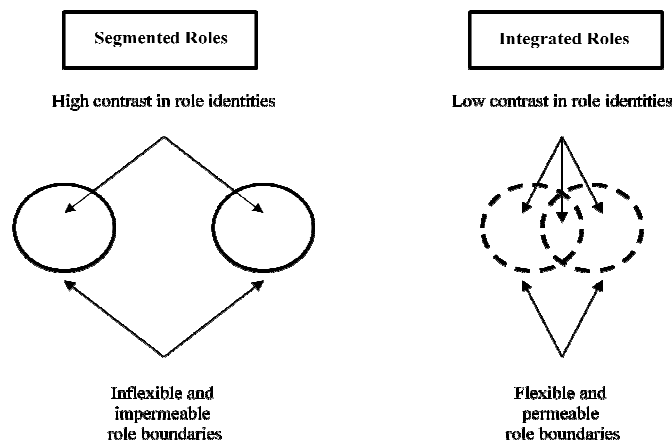 Segmented Roles
High contrast in role identities
Inflexible and
impermeable
role boundaries
Integrated Roles
Low contrast in role identities
Flexible and
permeable
role boundaries